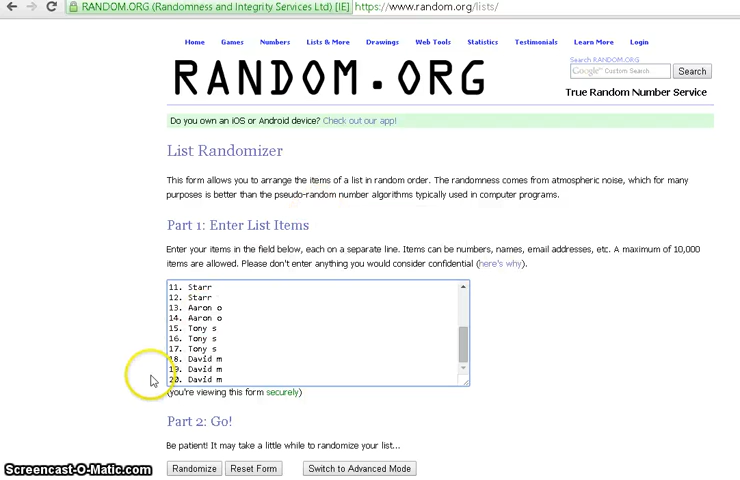 RANDOM.ORG (Randomness and Integrity Services Ltd) [IE] https://www.random.org/lists/
Home Games Numbers Lists & More Drawings Web Tools Statistics Testimonials Learn More Login
RANDOM.ORG
Search RANDOM.ORG
Google™ Custom Search Search
True Random Number Service
Do you own an iOS or Android device? Check out our app!
List Randomizer
This form allows you to arrange the items of a list in random order. The randomness comes from atmospheric noise, which for many
purposes is better than the pseudo-random number algorithms typically used in computer programs.
Part 1: Enter List Items
Enter your items in the field below, each on a separate line. Items can be numbers, names, email addresses, etc. A maximum of 10,000
items are allowed. Please don't enter anything you would consider confidential (here's why).
11. Starr
12. Starr
13. Aaron o
14. Aaron o
15. Tony s
16. Tony s
17. Tony s
18. David m
19. David m
20. David m
(you're viewing this form securely)
Part 2: Go!
Be patient! It may take a little while to randomize your list...
Randomize Reset Form Switch to Advanced Mode
Screencast-O-Matic.com